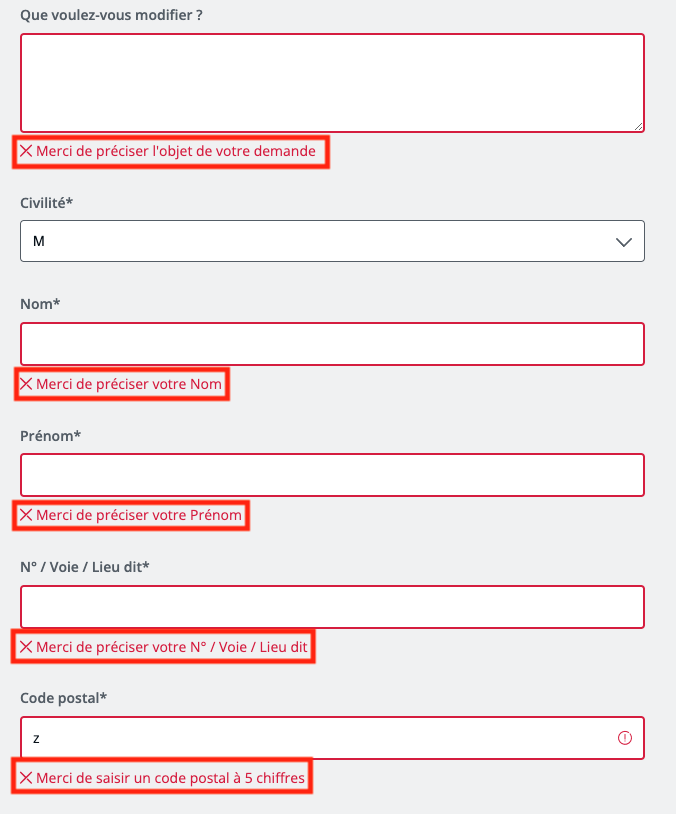 Que voulez-vous modifier ?
Merci de préciser l'objet de votre demande
Civilité*
M
Nom*
Merci de préciser votre Nom
Prénom*
Merci de préciser votre Prénom
N° / Voie / Lieu dit*
Merci de préciser votre N° / Voie / Lieu dit
Code postal*
z
Merci de saisir un code postal à 5 chiffres